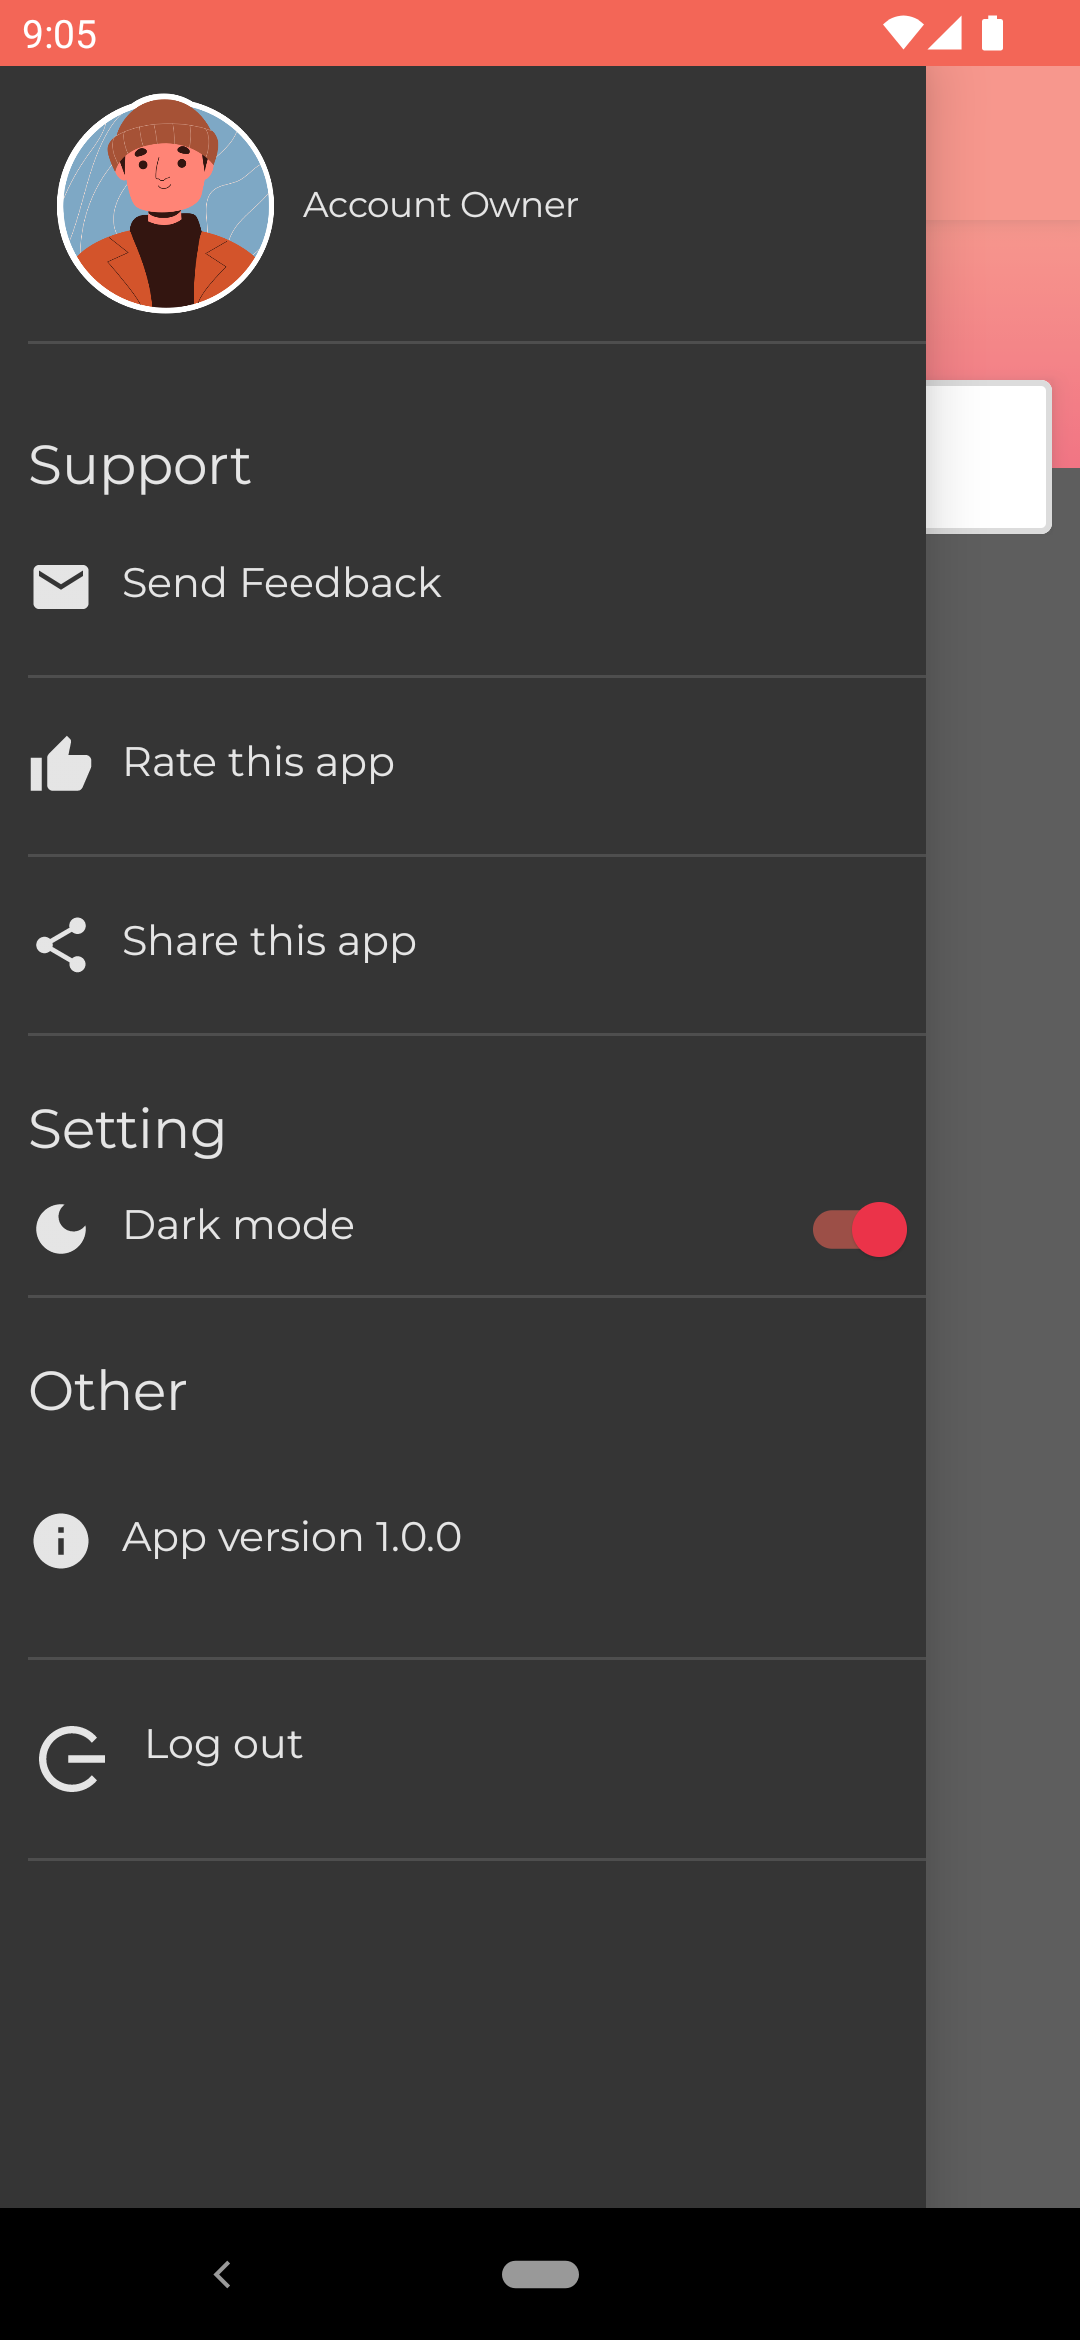 9:05
Account Owner
Support
Send Feedback
Rate this app
Share this app
Setting
Dark mode
Other
App version 1.0.0
Log out